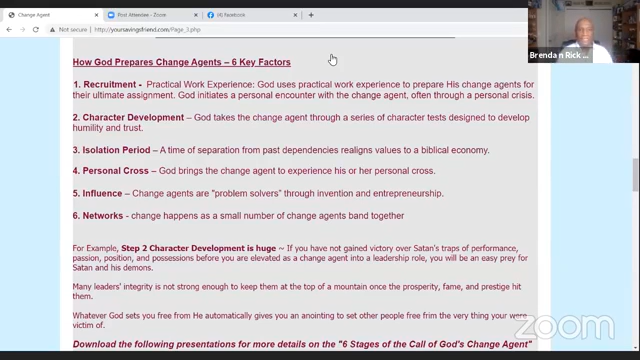 Change Agent
Post Attendee - Zoom
(4) Facebook
Not secure | http://yoursavingsfriend.com/Page_3.php
Brendan Rick ...
How God Prepares Change Agents – 6 Key Factors
1. Recruitment - Practical Work Experience: God uses practical work experience to prepare His change agents for
their ultimate assignment. God initiates a personal encounter with the change agent, often through a personal crisis.
2. Character Development – God takes the change agent through a series of character tests designed to develop
humility and trust.
3. Isolation Period – A time of separation from past dependencies realigns values to a biblical economy.
4. Personal Cross – God brings the change agent to experience his or her personal cross.
5. Influence – Change agents are "problem solvers" through invention and entrepreneurship.
6. Networks - change happens as a small number of change agents band together
For Example, Step 2 Character Development is huge ~ If you have not gained victory over Satan's traps of performance,
passion, position, and possessions before you are elevated as a change agent into a leadership role, you will be an easy prey for
Satan and his demons.
Many leaders' integrity is not strong enough to keep them at the top of a mountain once the prosperity, fame, and prestige hit
them.
Whatever God sets you free from He automatically gives you an anointing to set other people free frim the very thing your were
victim of.
Download the following presentations for more details on the "6 Stages of the Call of God's Change Agent"
zoom